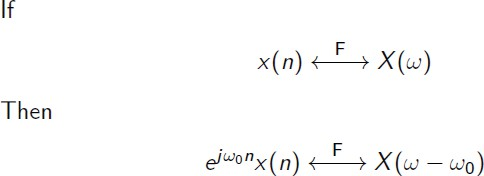 If
x(n) ⟷F X(ω)
Then
e^{jω₀n}x(n) ⟷F X(ω − ω₀)